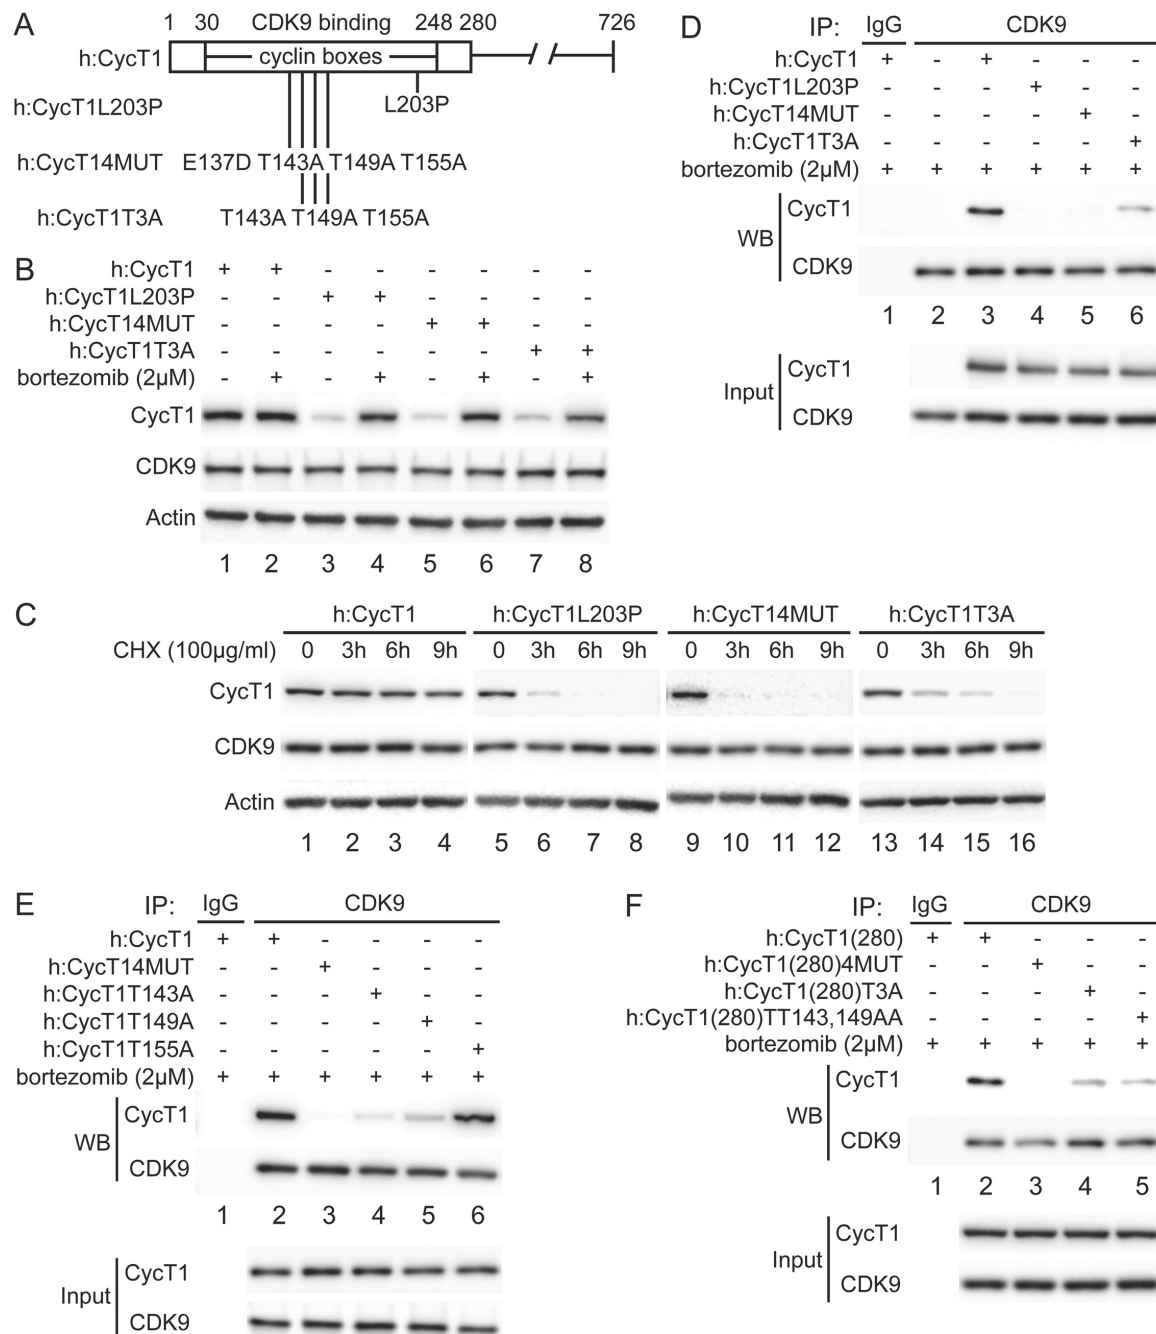 A
1 30 CDK9 binding 248 280 726
h:CycT1 cyclin boxes
h:CycT1L203P L203P
h:CycT14MUT E137D T143A T149A T155A
h:CycT1T3A T143A T149A T155A
B
h:CycT1 + + - - - - - -
h:CycT1L203P - - + + - - - -
h:CycT14MUT - - - - + + - -
h:CycT1T3A - - - - - - + +
bortezomib (2µM) - + - + - + - +
CycT1
CDK9
Actin
1 2 3 4 5 6 7 8
C
h:CycT1 h:CycT1L203P h:CycT14MUT h:CycT1T3A
CHX (100µg/ml) 0 3h 6h 9h 0 3h 6h 9h 0 3h 6h 9h 0 3h 6h 9h
CycT1
CDK9
Actin
1 2 3 4 5 6 7 8 9 10 11 12 13 14 15 16
D
IP: IgG CDK9
h:CycT1 + - + - - -
h:CycT1L203P - - - + - -
h:CycT14MUT - - - - + -
h:CycT1T3A - - - - - +
bortezomib (2µM) + + + + + +
CycT1
WB
CDK9
1 2 3 4 5 6
CycT1
Input
CDK9
E
IP: IgG CDK9
h:CycT1 + + - - - -
h:CycT14MUT - - + - - -
h:CycT1T143A - - - + - -
h:CycT1T149A - - - - + -
h:CycT1T155A - - - - - +
bortezomib (2µM) + + + + + +
CycT1
WB
CDK9
1 2 3 4 5 6
CycT1
Input
CDK9
F
IP: IgG CDK9
h:CycT1(280) + + - - -
h:CycT1(280)4MUT - - + - -
h:CycT1(280)T3A - - - + -
h:CycT1(280)TT143,149AA - - - - +
bortezomib (2µM) + + + + +
CycT1
WB
CDK9
1 2 3 4 5
CycT1
Input
CDK9